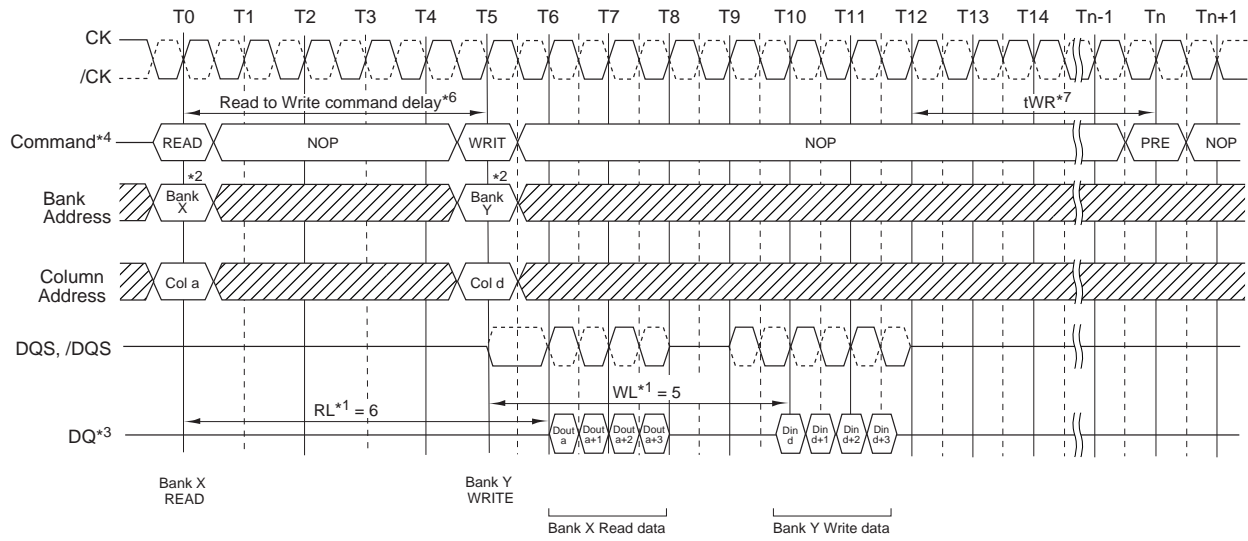 T0 T1 T2 T3 T4 T5 T6 T7 T8 T9 T10 T11 T12 T13 T14 Tn-1 Tn Tn+1
CK
/CK
Read to Write command delay*6
tWR*7
Command*4
READ NOP WRIT NOP PRE NOP
*2 *2
Bank
Address
Bank
X
Bank
Y
Column
Address
Col a Col d
DQS, /DQS
WL*1 = 5
RL*1 = 6
DQ*3
Dout
a
Dout
a+1
Dout
a+2
Dout
a+3
Din
d
Din
d+1
Din
d+2
Din
d+3
Bank X
READ
Bank Y
WRITE
Bank X Read data
Bank Y Write data